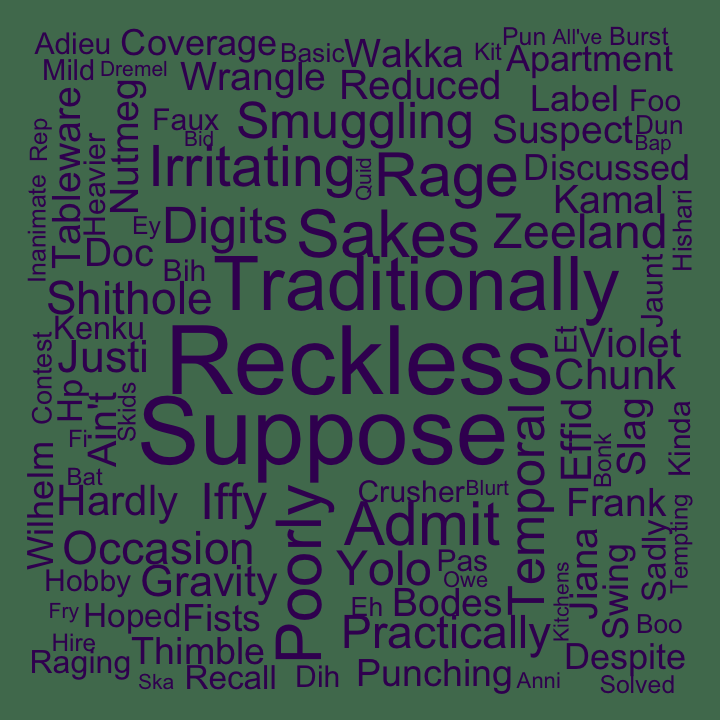 Adieu Coverage Basic Wakka Kit Pun All've Burst
Mild Dremel Wrangle Reduced Apartment
Label Foo
Faux Smuggling Suspect Dun
Bid Bap
Rep Tableware Heavier Nutmeg Irritating Quid Rage Discussed
Inanimate Kamal Hishari
Ey Digits Sakes Zeeland
Doc Bih Traditionally Jaunt
Shithole
Kenku Et Violet
Contest Justi Reckless Chunk
Hp Ain't Skids
Fi Suppose Temporal Effid Bonk Slag Kinda
Wilhelm Bat
Hardly Iffy Poorly Crusher Blurt Frank
Admit
Occasion Jiana Swing Sadly Tempting
Hobby Gravity Yolo Pas Owe
Fry Hoped Fists Eh Bodes Kitchens Boo
Hire Practically
Raging Thimble Despite
Ska Recall Dih Punching Anni Solved